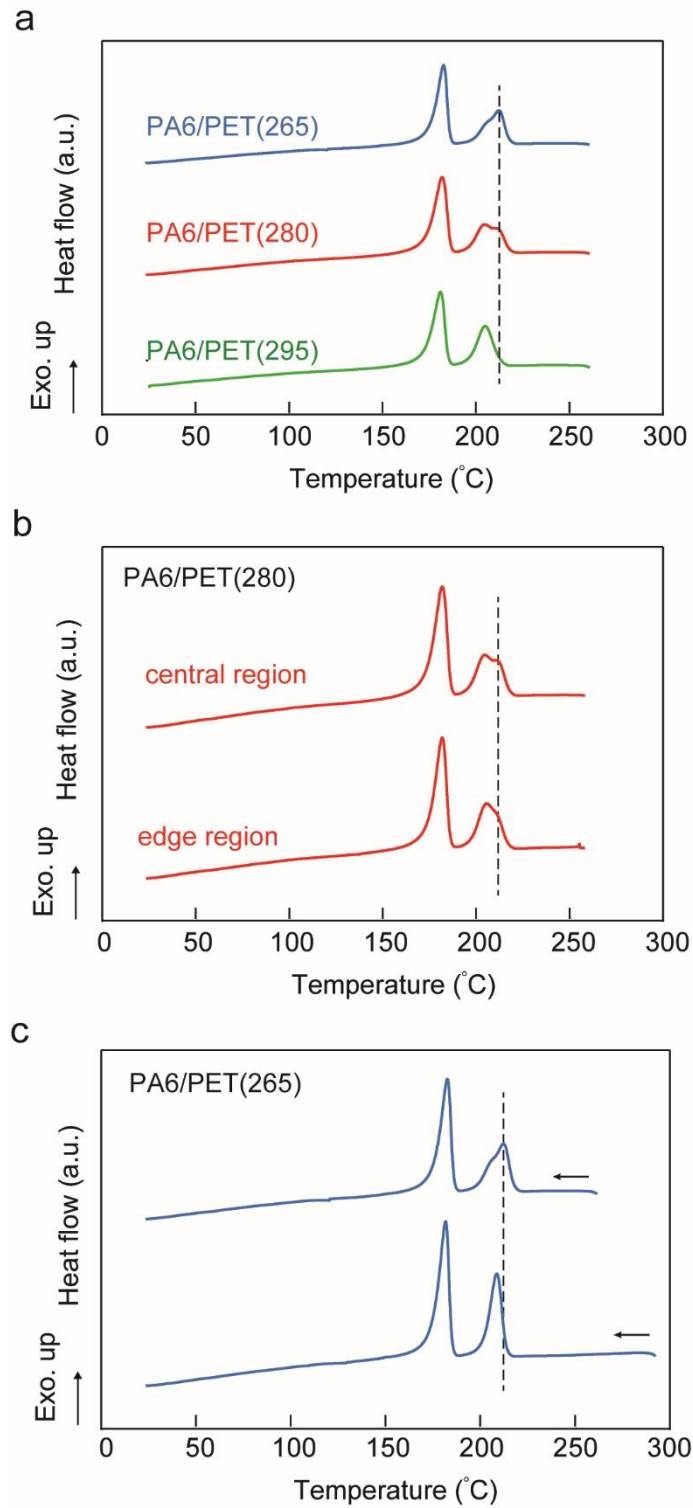 a
Heat flow (a.u.)
Exo. up
PA6/PET(265)
PA6/PET(280)
PA6/PET(295)
0 50 100 150 200 250 300
Temperature (°C)
b
PA6/PET(280)
Heat flow (a.u.)
Exo. up
central region
edge region
0 50 100 150 200 250 300
Temperature (°C)
c
PA6/PET(265)
Heat flow (a.u.)
Exo. up
0 50 100 150 200 250 300
Temperature (°C)